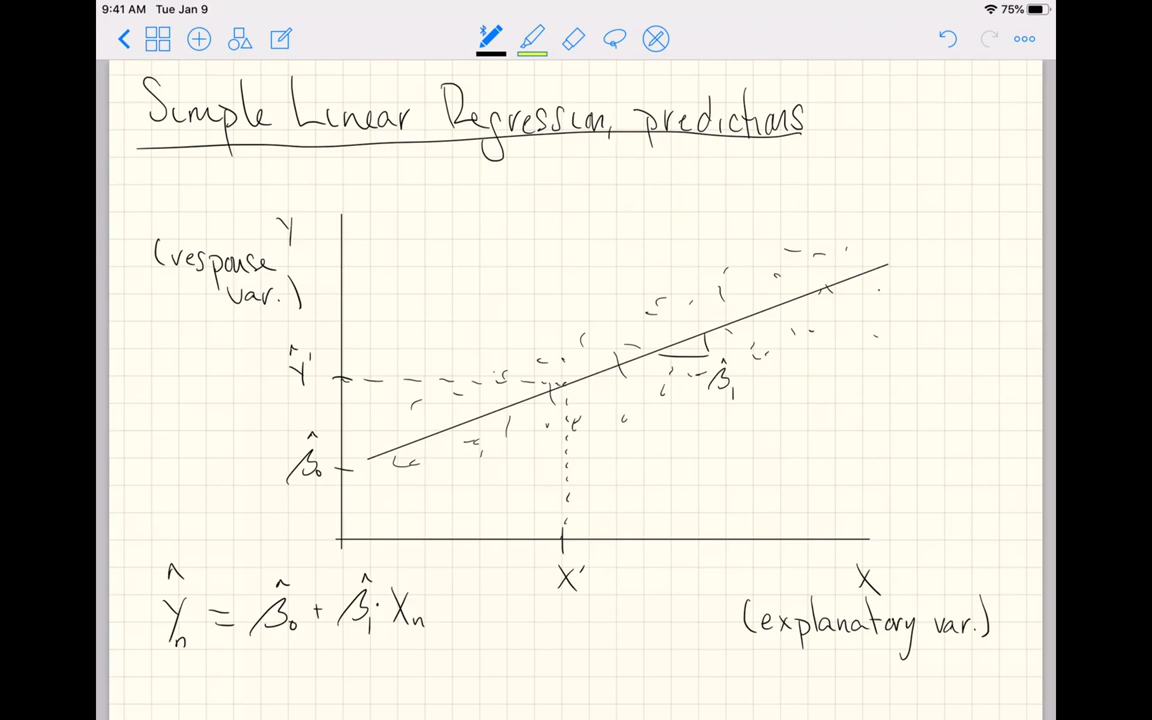 9:41 AM Tue Jan 9
75%
Simple Linear Regression, predictions
Y
(response
var.)
Ŷ'
β̂₁
β̂₀
X'
X
Ŷₙ = β̂₀ + β̂₁ · Xₙ
(explanatory var.)